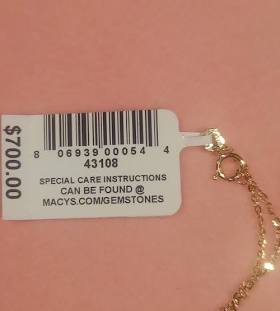 8 06939 00054 4
43108
SPECIAL CARE INSTRUCTIONS
CAN BE FOUND @
MACYS.COM/GEMSTONES
$700.00